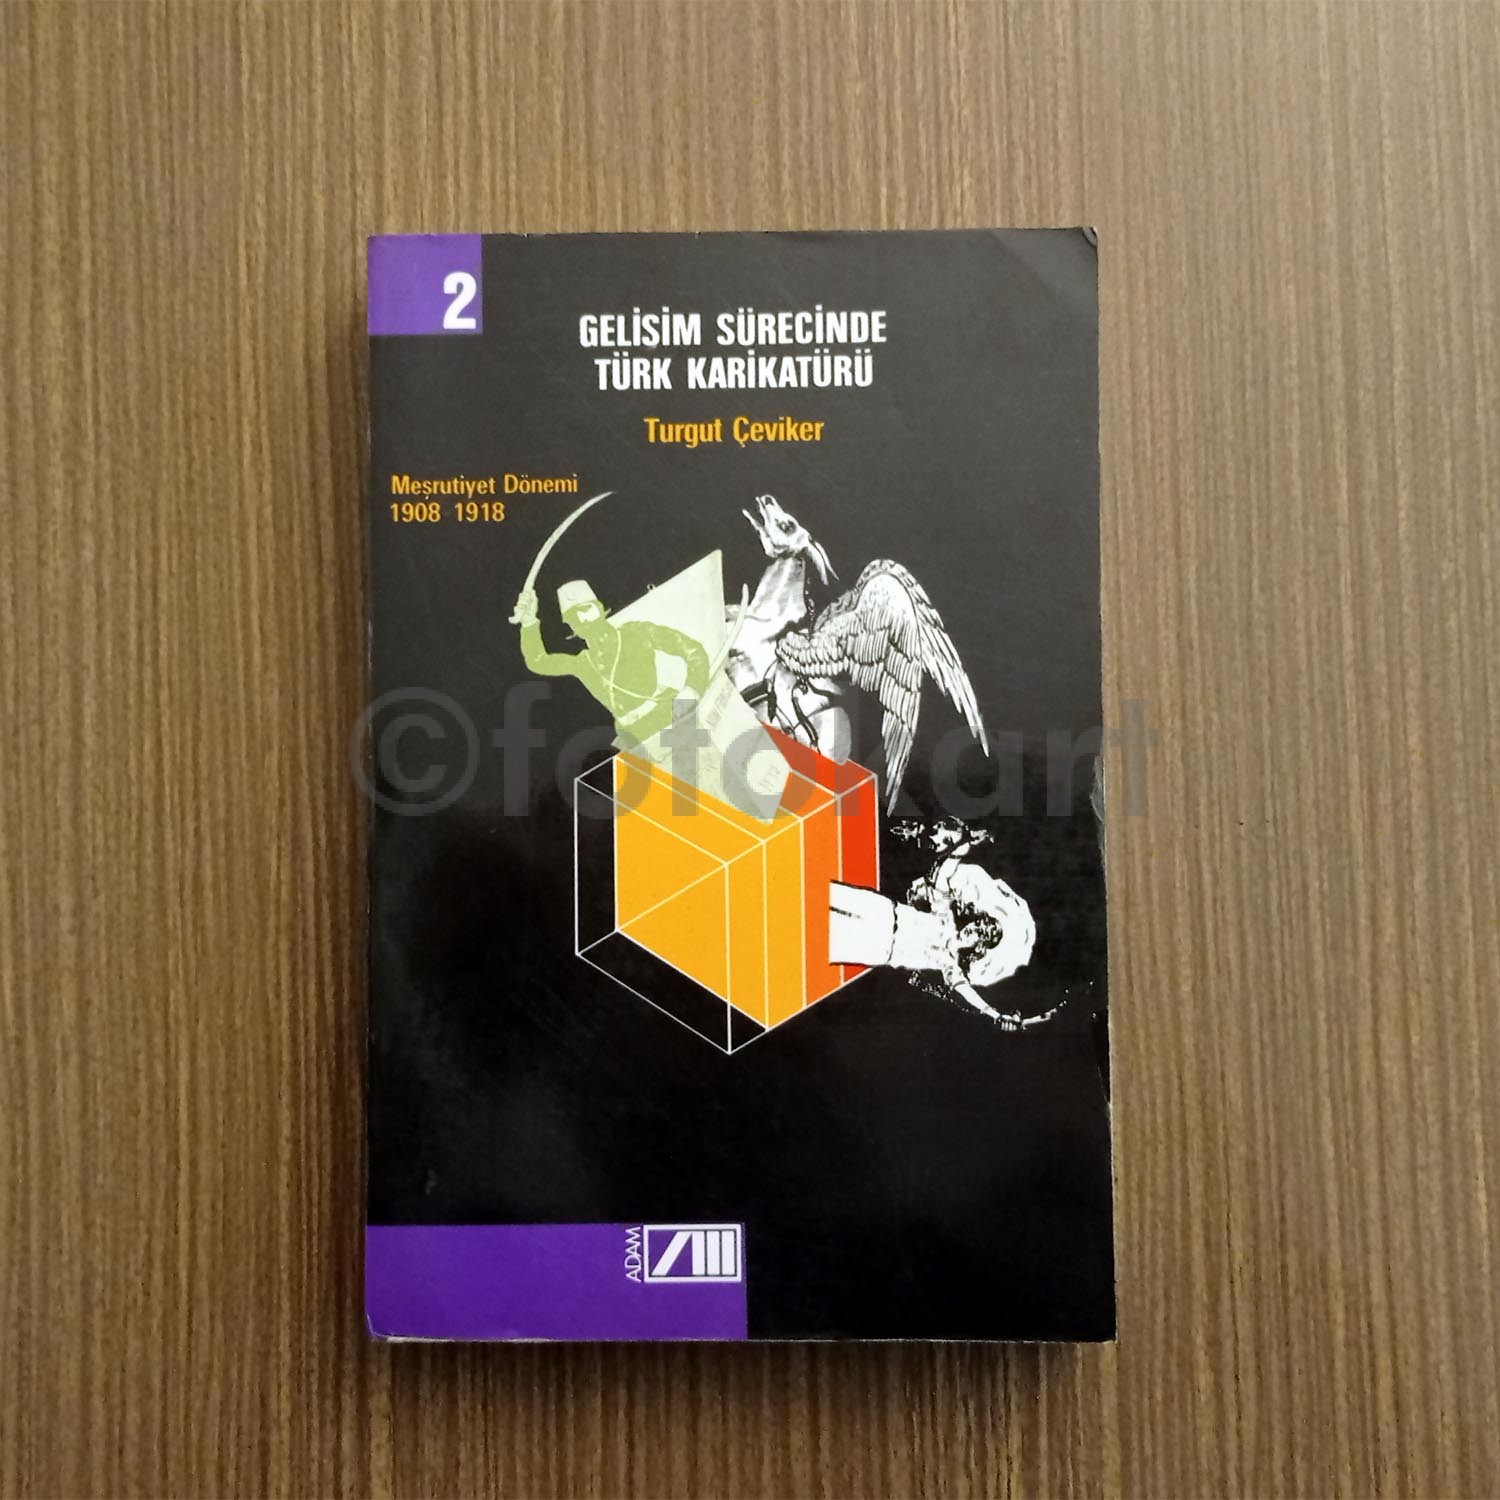 2
GELİSİM SÜRECİNDE
TÜRK KARİKATÜRÜ
Turgut Çeviker
Meşrutiyet Dönemi
1908 1918
©fotokart
ADAM